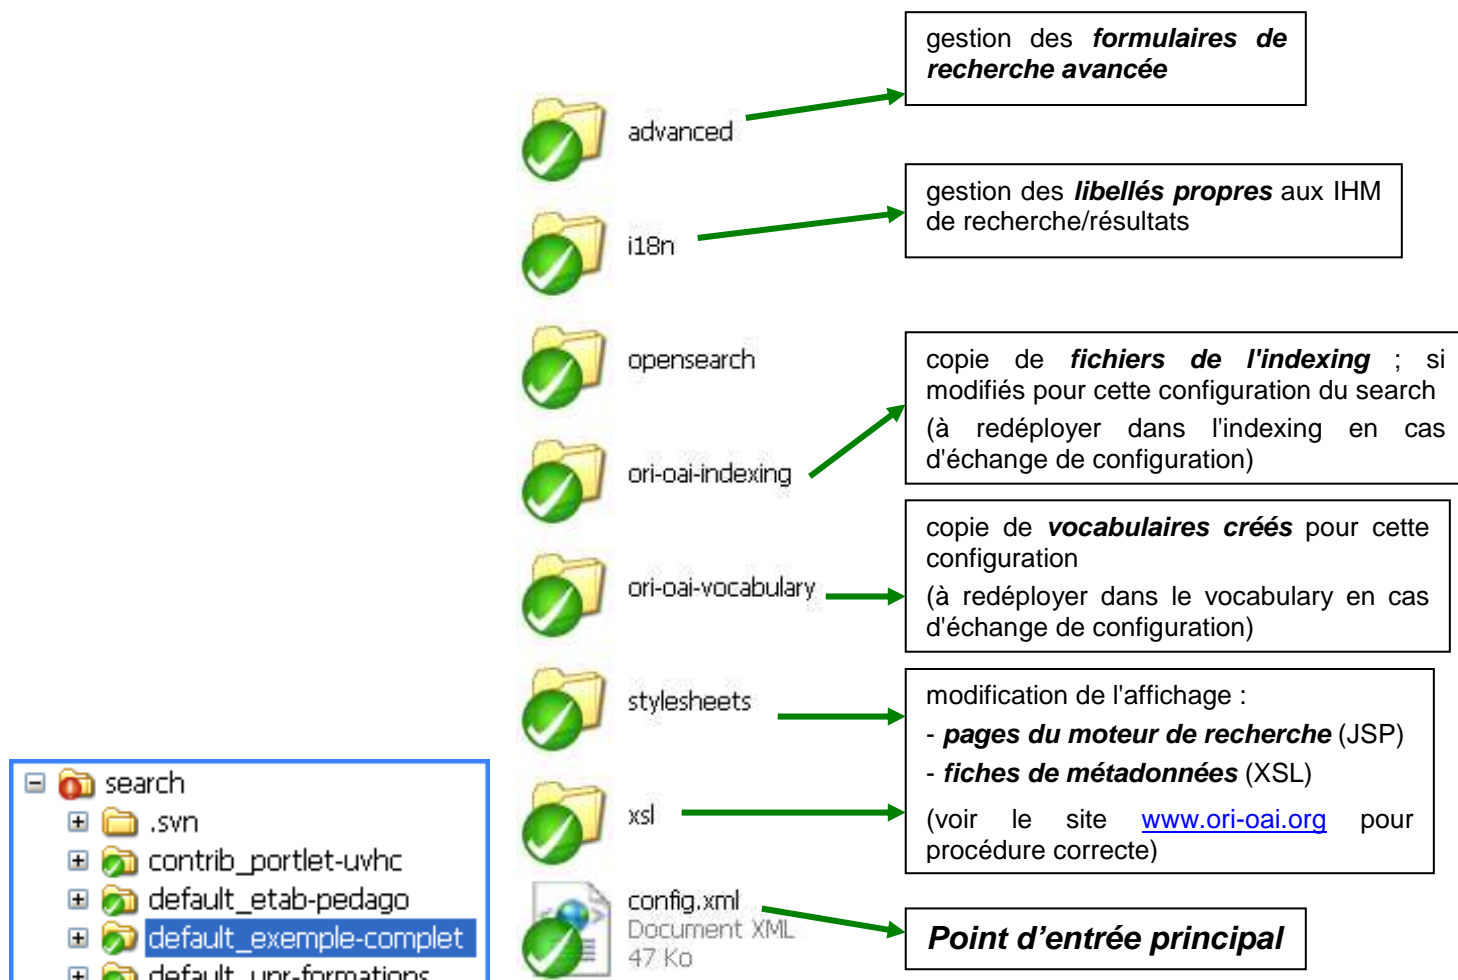 gestion des formulaires de
recherche avancée
advanced
gestion des libellés propres aux IHM
de recherche/résultats
i18n
opensearch
copie de fichiers de l'indexing ; si
modifiés pour cette configuration du search
(à redéployer dans l'indexing en cas
d'échange de configuration)
ori-oai-indexing
copie de vocabulaires créés pour cette
configuration
(à redéployer dans le vocabulary en cas
d'échange de configuration)
ori-oai-vocabulary
stylesheets
modification de l'affichage :
- pages du moteur de recherche (JSP)
- fiches de métadonnées (XSL)
(voir le site www.ori-oai.org pour
procédure correcte)
xsl
config.xml
Document XML
47 Ko
Point d’entrée principal
search
.svn
contrib_portlet-uvhc
default_etab-pedago
default_exemple-complet
default_unr-formations